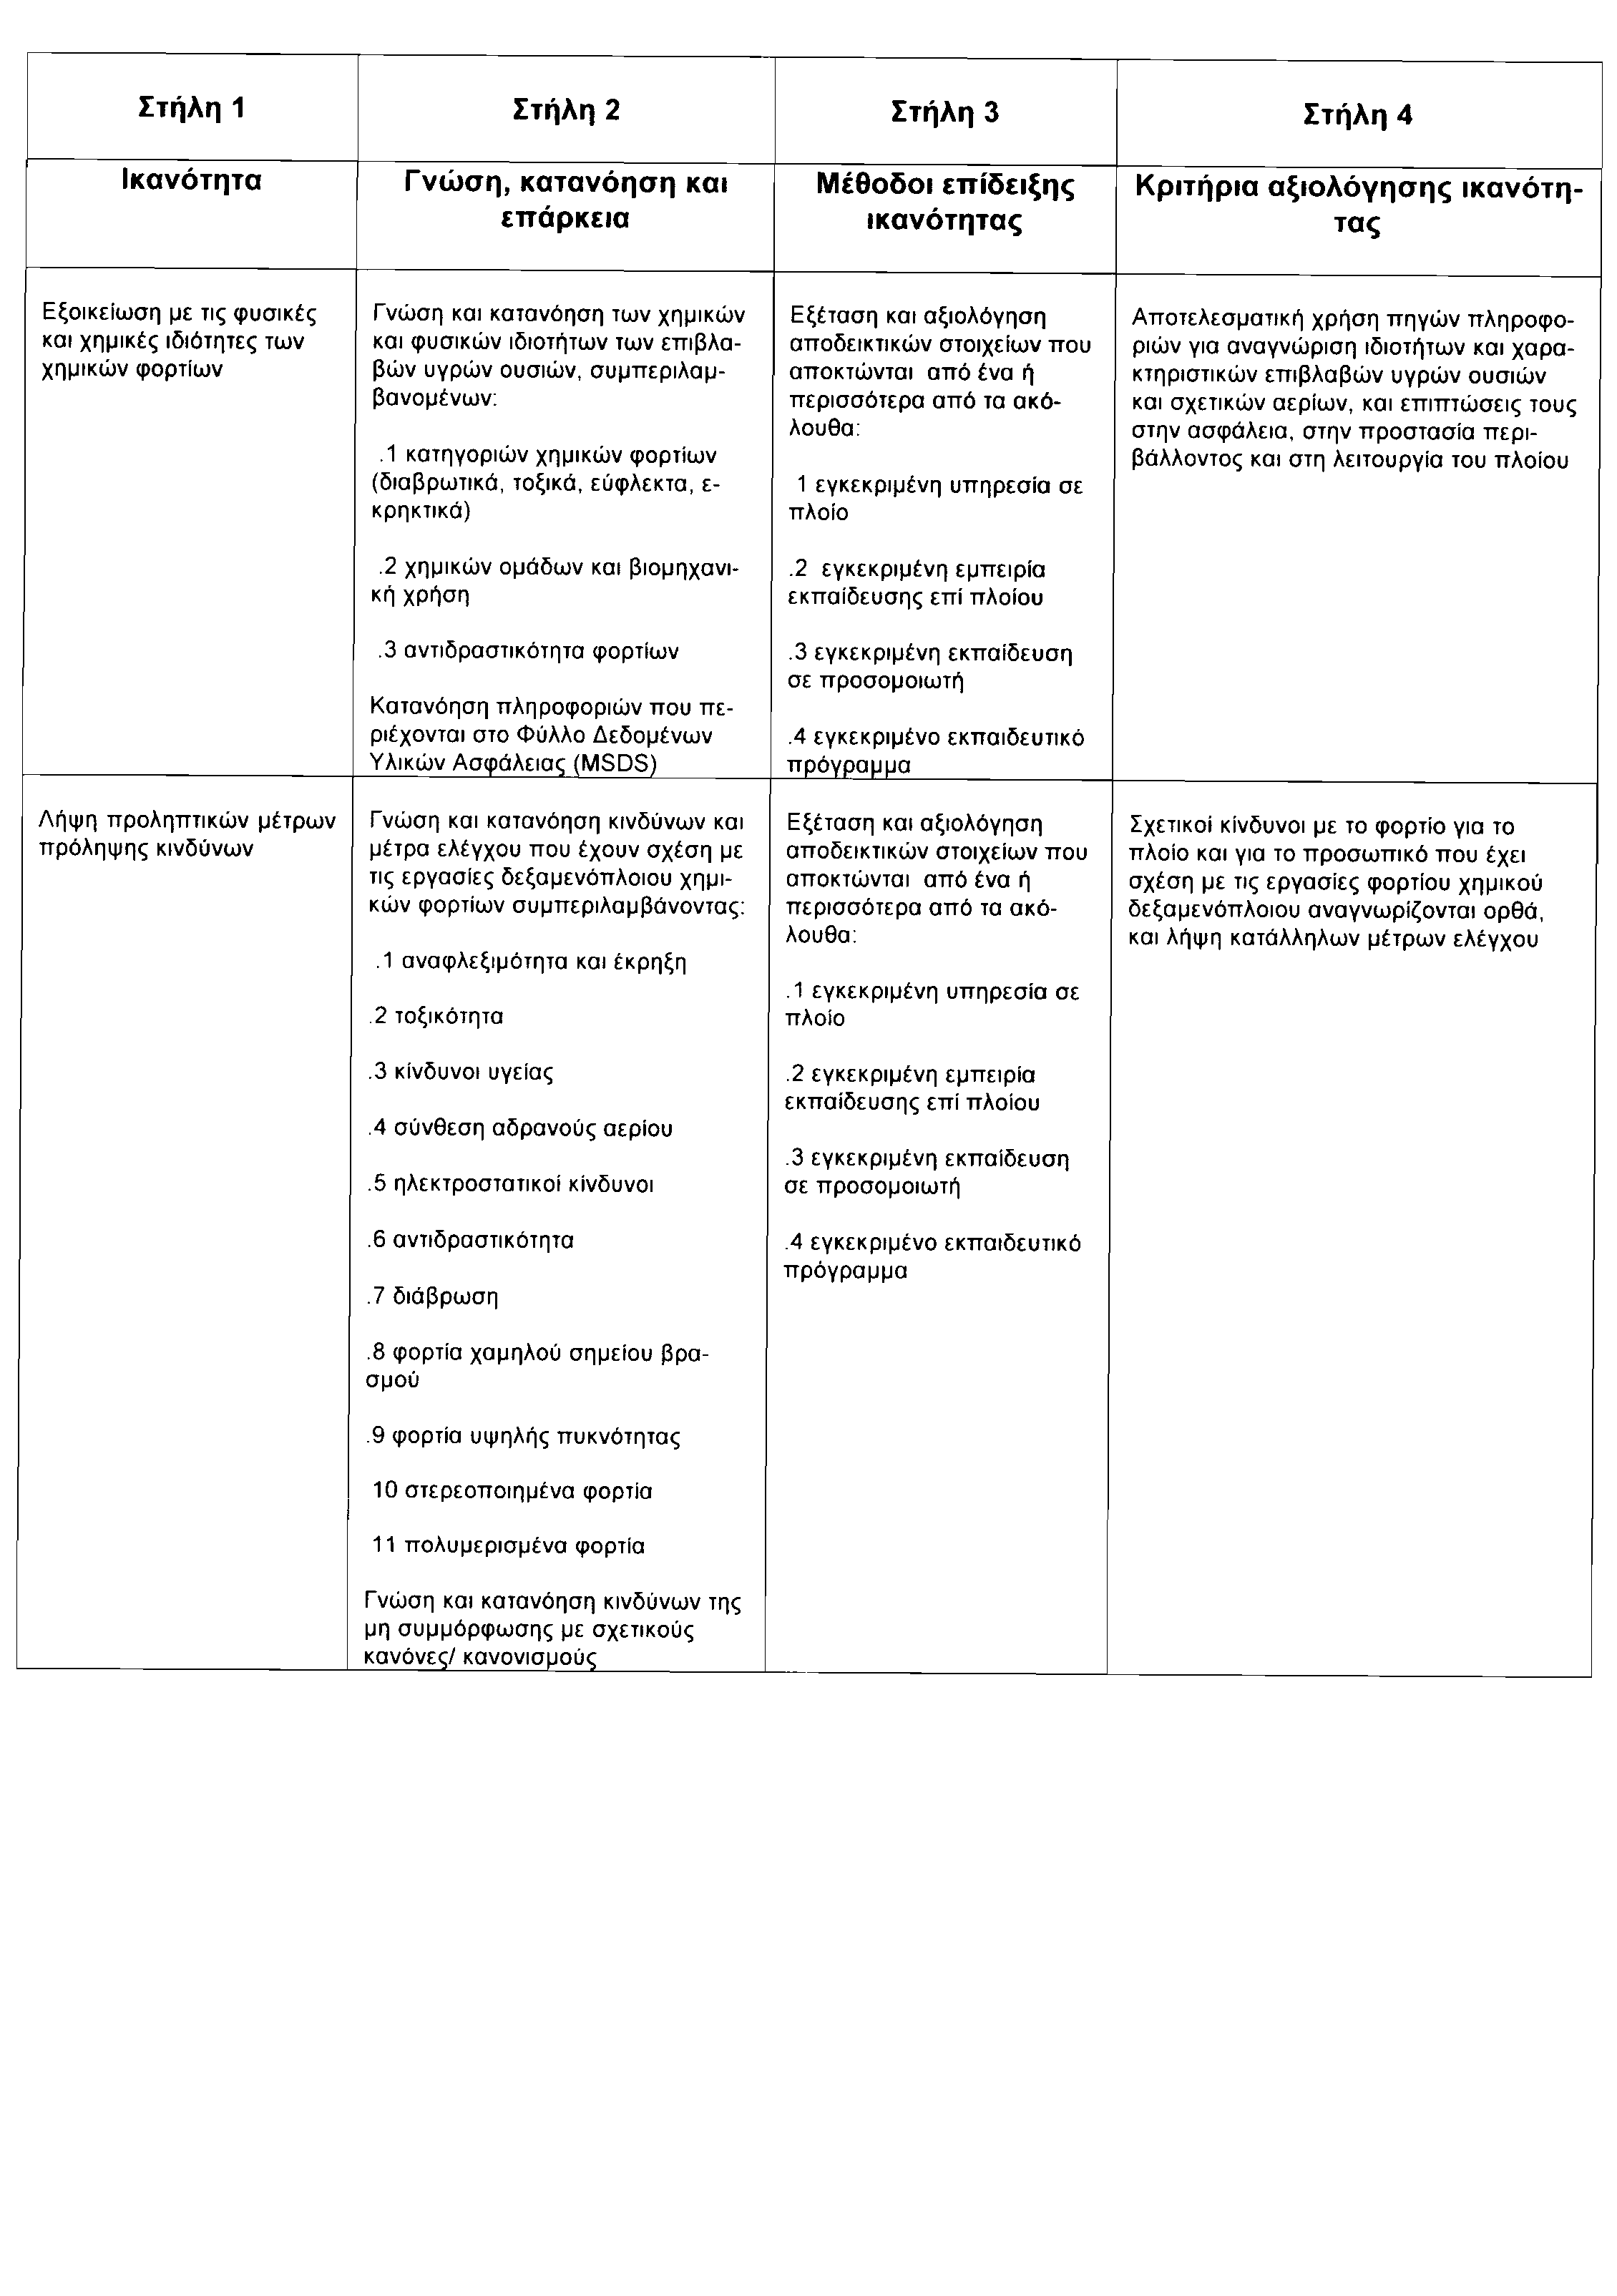 Στήλη 1
Στήλη 2
Στήλη 3
Στήλη 4
Ικανότητα
Γνώση, κατανόηση και
επάρκεια
Μέθοδοι επίδειξης
ικανότητας
Κριτήρια αξιολόγησης ικανότη-
τας
Εξοικείωση με τις φυσικές
και χημικές ιδιότητες των
χημικών φορτίων
Γνώση και κατανόηση των χημικών
και φυσικών ιδιοτήτων των επιβλα-
βών υγρών ουσιών, συμπεριλαμ-
βανομένων:
.1 κατηγοριών χημικών φορτίων
(διαβρωτικά, τοξικά, εύφλεκτα, ε-
κρηκτικά)
.2 χημικών ομάδων και βιομηχανι-
κή χρήση
.3 αντιδραστικότητα φορτίων
Κατανόηση πληροφοριών που πε-
ριέχονται στο Φύλλο Δεδομένων
Υλικών Ασφάλειας (MSDS)
Εξέταση και αξιολόγηση
αποδεικτικών στοιχείων που
αποκτώνται από ένα ή
περισσότερα από τα ακό-
λουθα:
1 εγκεκριμένη υπηρεσία σε
πλοίο
.2 εγκεκριμένη εμπειρία
εκπαίδευσης επί πλοίου
.3 εγκεκριμένη εκπαίδευση
σε προσομοιωτή
.4 εγκεκριμένο εκπαιδευτικό
πρόγραμμα
Αποτελεσματική χρήση πηγών πληροφο-
ριών για αναγνώριση ιδιοτήτων και χαρα-
κτηριστικών επιβλαβών υγρών ουσιών
και σχετικών αερίων, και επιπτώσεις τους
στην ασφάλεια, στην προστασία περι-
βάλλοντος και στη λειτουργία του πλοίου
Λήψη προληπτικών μέτρων
πρόληψης κινδύνων
Γνώση και κατανόηση κινδύνων και
μέτρα ελέγχου που έχουν σχέση με
τις εργασίες δεξαμενόπλοιου χημι-
κών φορτίων συμπεριλαμβάνοντας:
.1 αναφλεξιμότητα και έκρηξη
.2 τοξικότητα
.3 κίνδυνοι υγείας
.4 σύνθεση αδρανούς αερίου
.5 ηλεκτροστατικοί κίνδυνοι
.6 αντιδραστικότητα
.7 διάβρωση
.8 φορτία χαμηλού σημείου βρα-
σμού
.9 φορτία υψηλής πυκνότητας
10 στερεοποιημένα φορτία
11 πολυμερισμένα φορτία
Γνώση και κατανόηση κινδύνων της
μη συμμόρφωσης με σχετικούς
κανόνες/ κανονισμούς
Εξέταση και αξιολόγηση
αποδεικτικών στοιχείων που
αποκτώνται από ένα ή
περισσότερα από τα ακό-
λουθα:
.1 εγκεκριμένη υπηρεσία σε
πλοίο
.2 εγκεκριμένη εμπειρία
εκπαίδευσης επί πλοίου
.3 εγκεκριμένη εκπαίδευση
σε προσομοιωτή
.4 εγκεκριμένο εκπαιδευτικό
πρόγραμμα
Σχετικοί κίνδυνοι με το φορτίο για το
πλοίο και για το προσωπικό που έχει
σχέση με τις εργασίες φορτίου χημικού
δεξαμενόπλοιου αναγνωρίζονται ορθά,
και λήψη κατάλληλων μέτρων ελέγχου